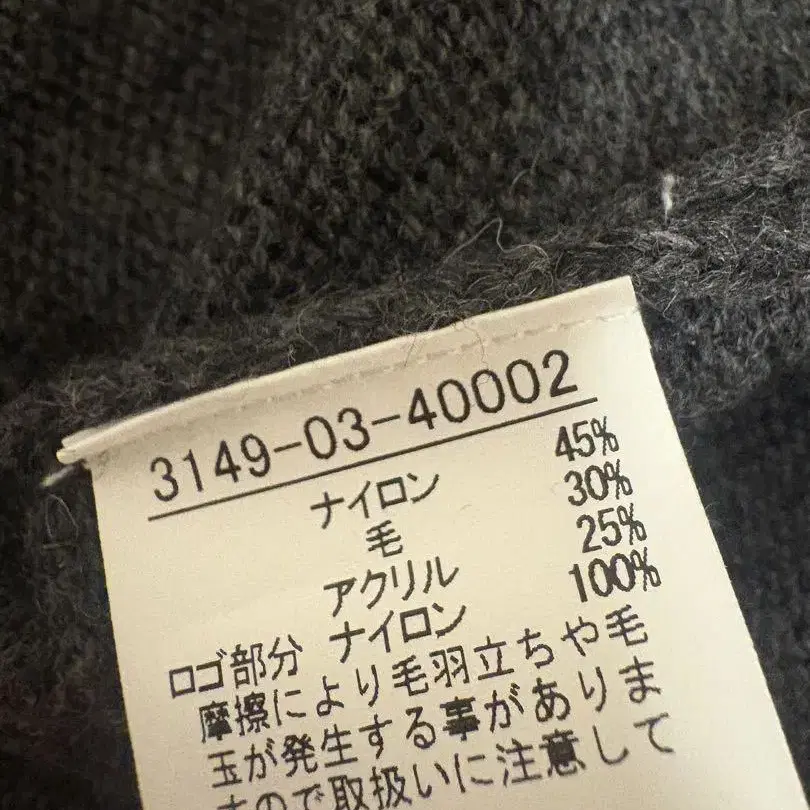 3149-03-40002
ナイロン 45%
毛 30%
アクリル 25%
ロゴ部分 ナイロン 100%
摩擦により毛羽立ちや毛
玉が発生する事がありま
すので取扱いに注意して